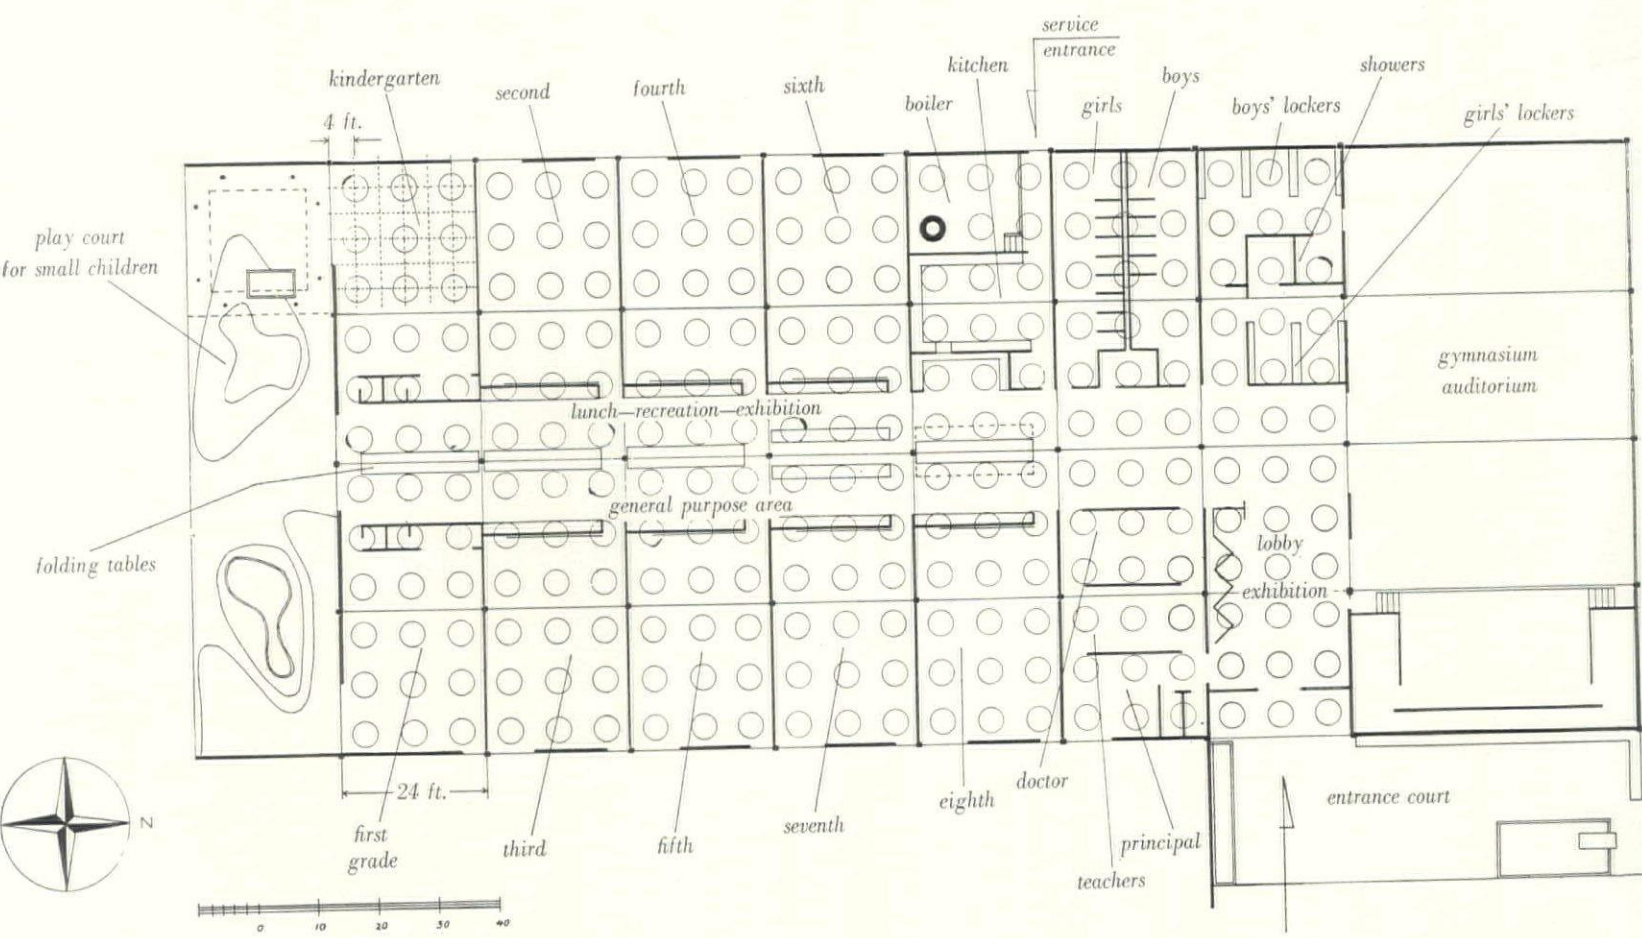 service
entrance
kitchen
showers
kindergarten
boys
second
fourth
sixth
boiler
girls
boys' lockers
girls' lockers
4 ft.
play court
for small children
gymnasium
auditorium
lunch—recreation—exhibition
general purpose area
folding tables
lobby
exhibition
24 ft.
doctor
eighth
entrance court
N
first
grade
third
fifth
seventh
principal
teachers
0 10 20 30 40